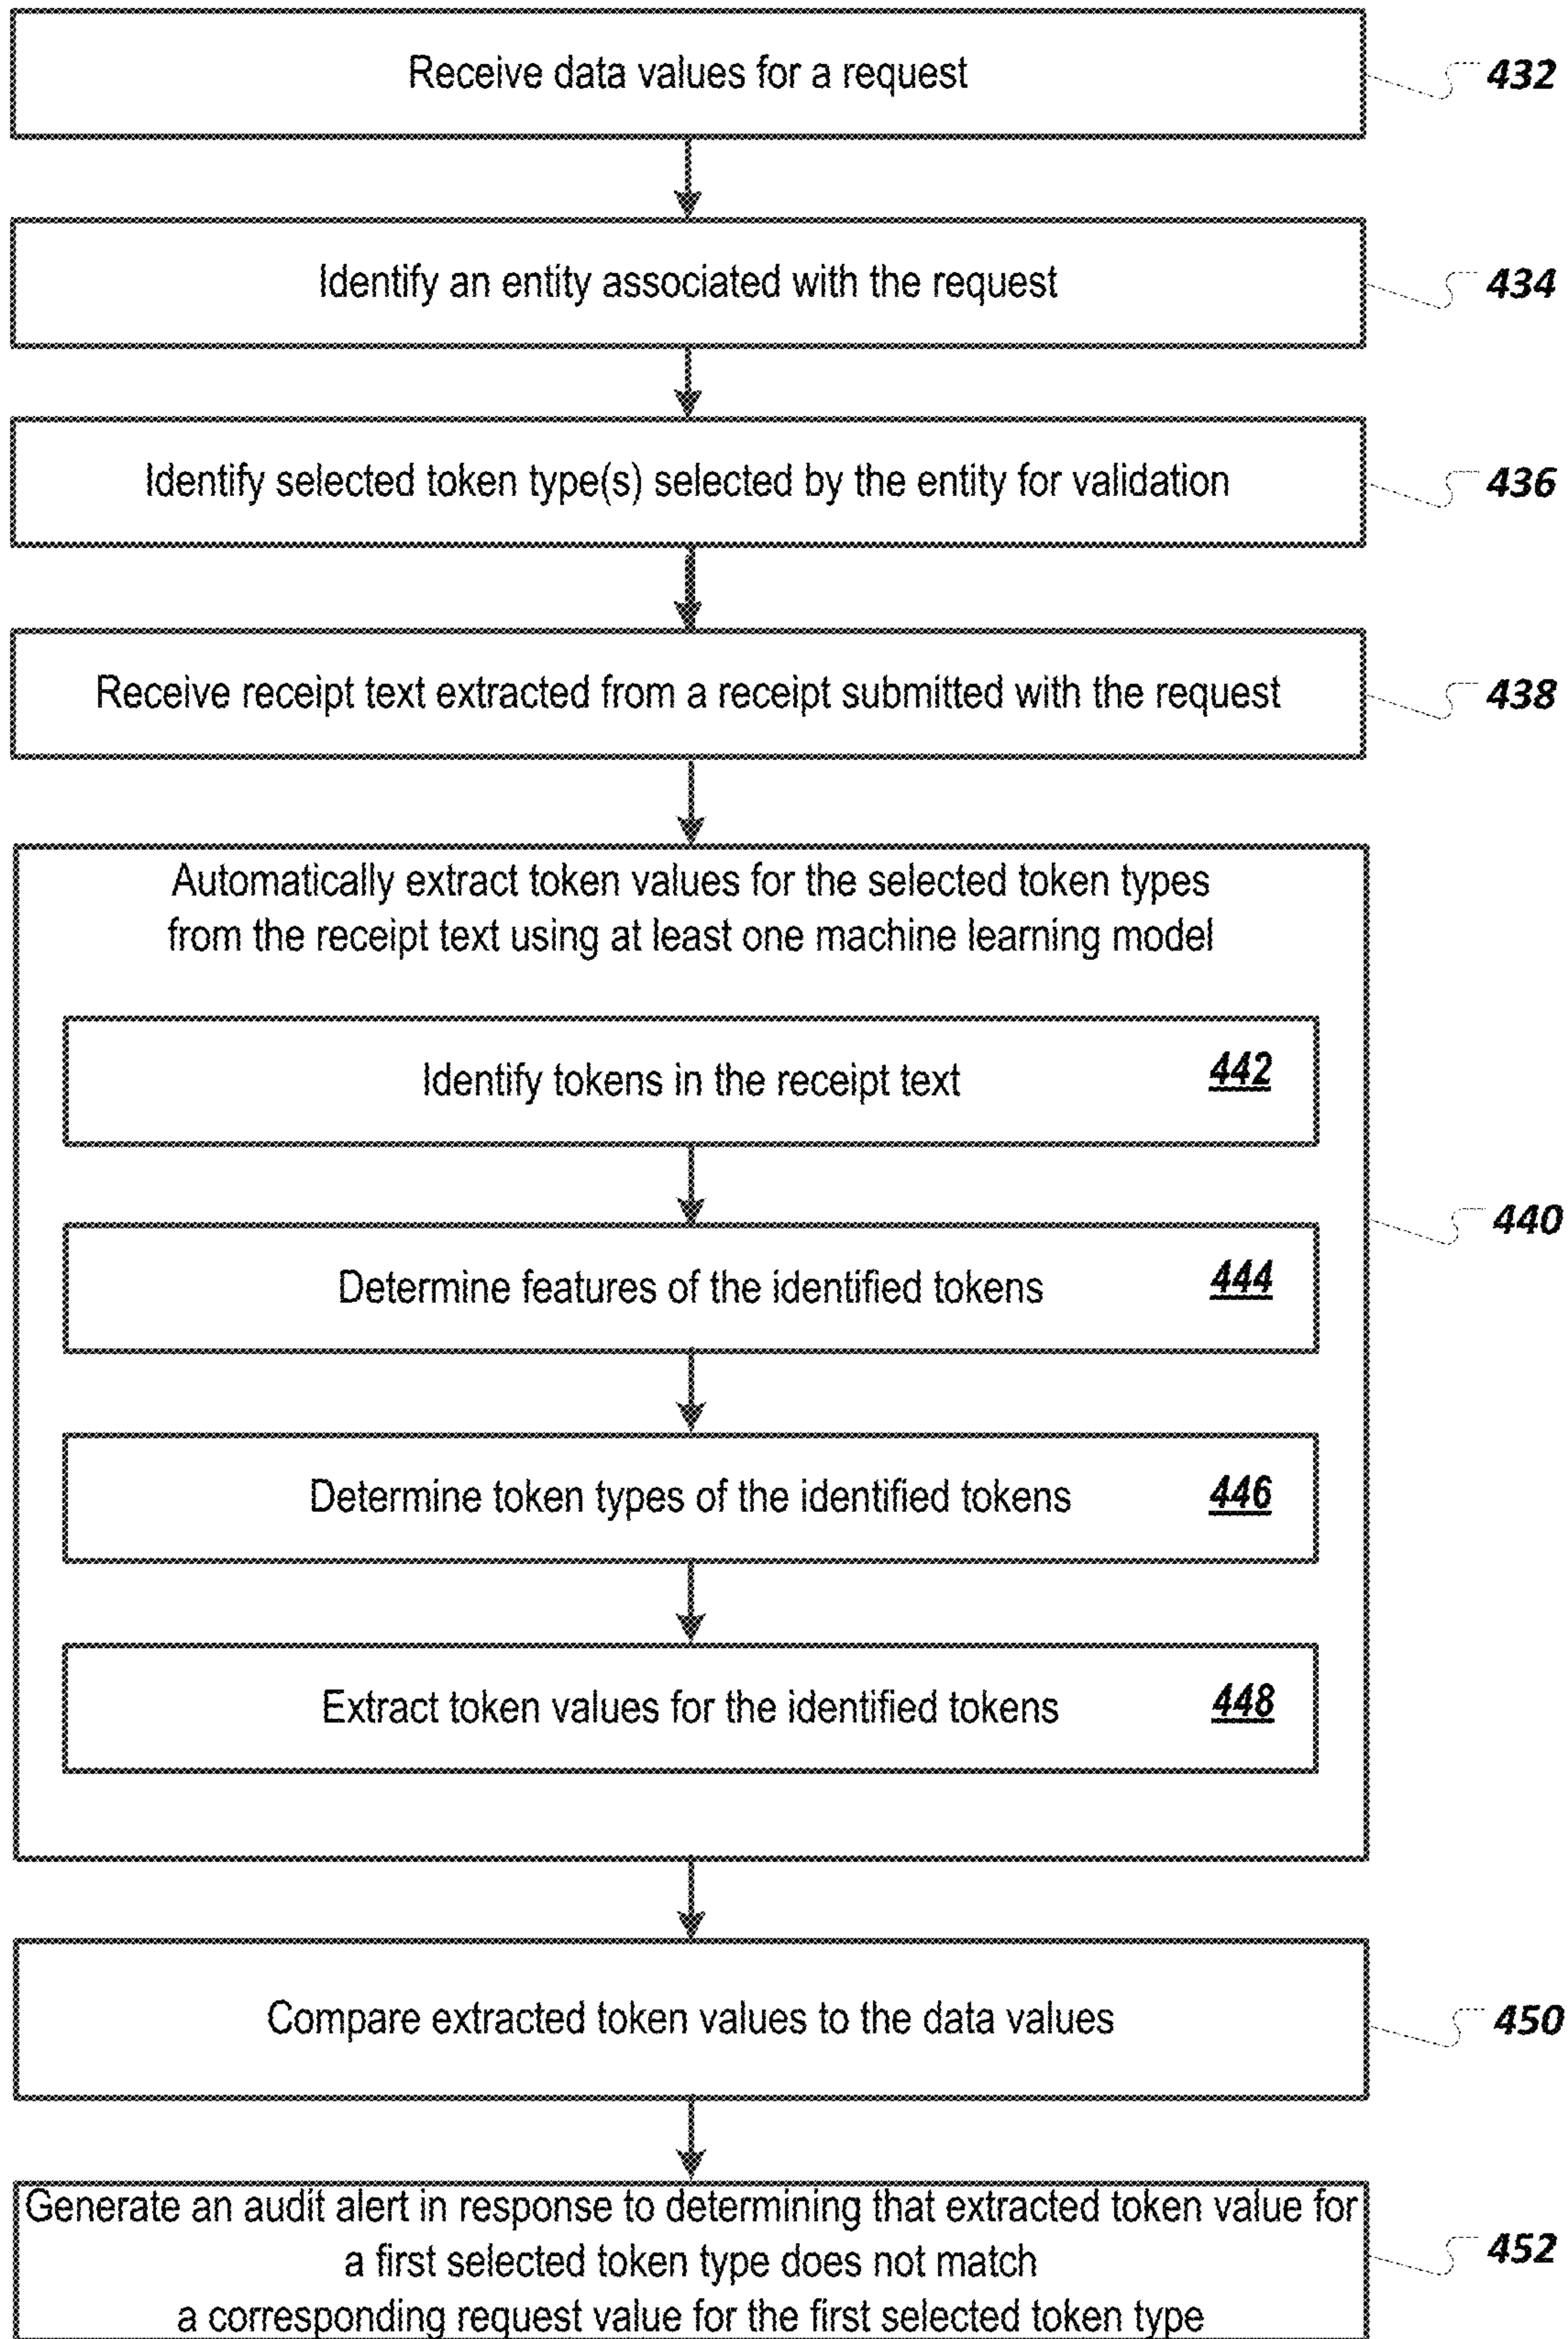 Receive data values for a request
432
Identify an entity associated with the request
434
Identify selected token type(s) selected by the entity for validation
436
Receive receipt text extracted from a receipt submitted with the request
438
Automatically extract token values for the selected token types
from the receipt text using at least one machine learning model
Identify tokens in the receipt text
442
440
Determine features of the identified tokens
444
Determine token types of the identified tokens
446
Extract token values for the identified tokens
448
Compare extracted token values to the data values
450
Generate an audit alert in response to determining that extracted token value for
a first selected token type does not match
a corresponding request value for the first selected token type
452